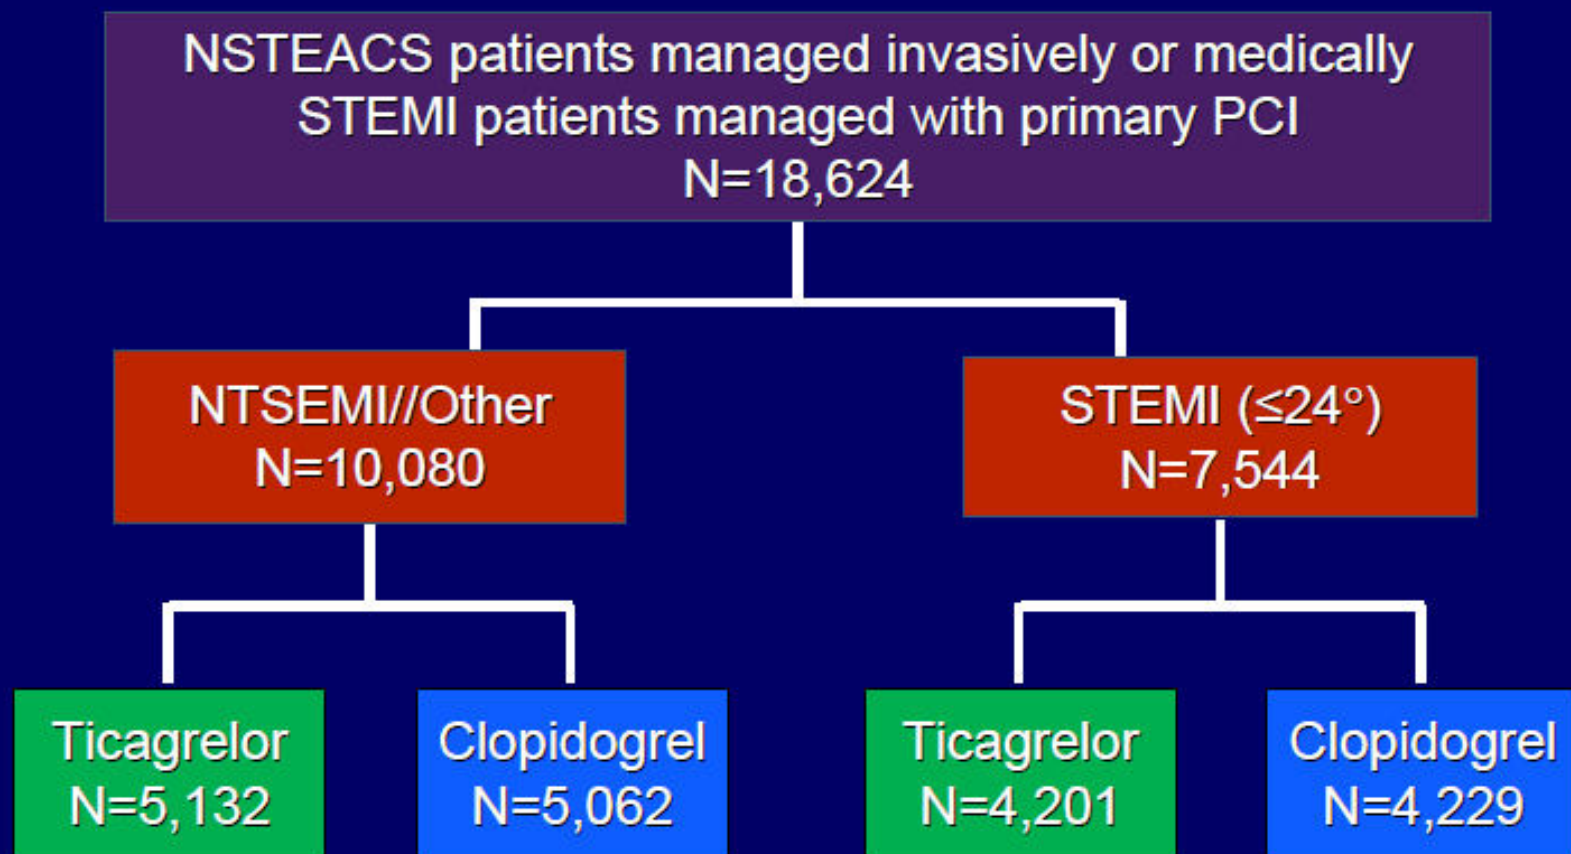 NSTEACS patients managed invasively or medically
STEMI patients managed with primary PCI
N=18,624
NTSEMI//Other
N=10,080
STEMI (≤24°)
N=7,544
Ticagrelor
N=5,132
Clopidogrel
N=5,062
Ticagrelor
N=4,201
Clopidogrel
N=4,229